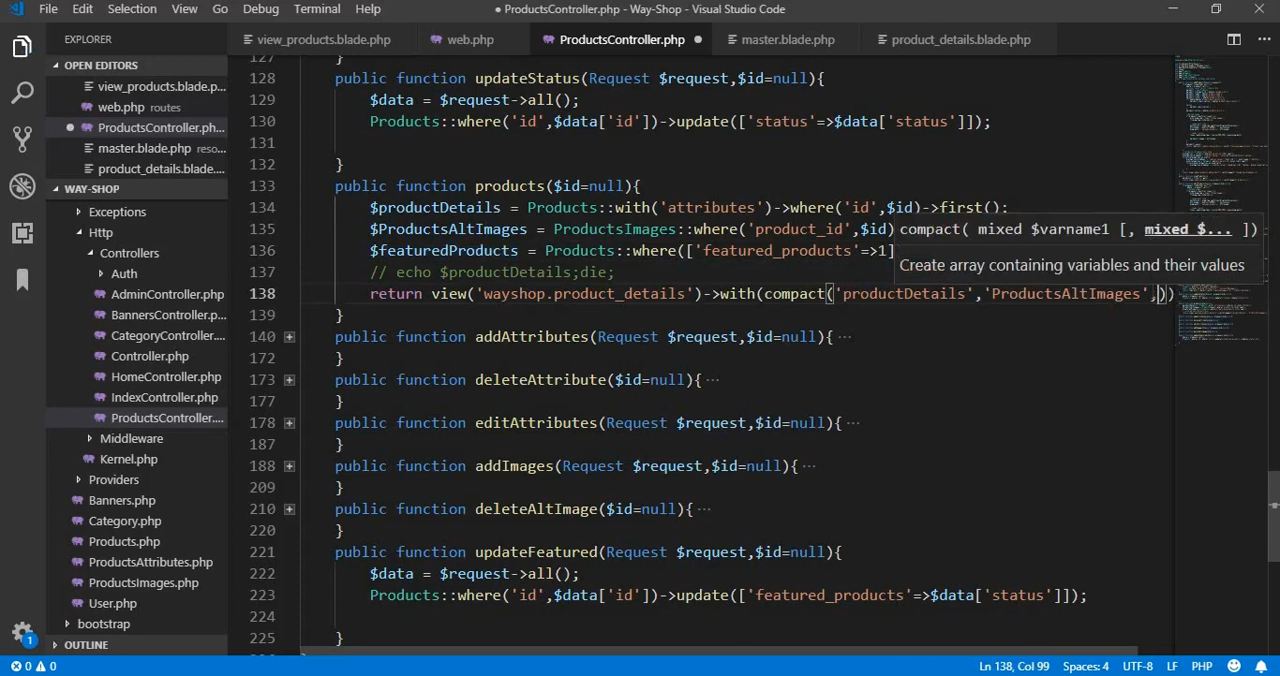 File Edit Selection View Go Debug Terminal Help ● ProductsController.php - Way-Shop - Visual Studio Code
EXPLORER view_products.blade.php web.php ProductsController.php ● master.blade.php product_details.blade.php
OPEN EDITORS
view_products.blade.p...
web.php routes
● ProductsController.ph...
master.blade.php reso...
product_details.blade....
WAY-SHOP
Exceptions
Http
Controllers
Auth
AdminController.php
BannersController.ph...
CategoryController....
Controller.php
HomeController.php
IndexController.php
ProductsController....
Middleware
Kernel.php
Providers
Banners.php
Category.php
Products.php
ProductsAttributes.php
ProductsImages.php
User.php
bootstrap
OUTLINE
127 }
128 public function updateStatus(Request $request,$id=null){
129 $data = $request->all();
130 Products::where('id',$data['id'])->update(['status'=>$data['status']]);
131
132 }
133 public function products($id=null){
134 $productDetails = Products::with('attributes')->where('id',$id)->first();
135 $ProductsAltImages = ProductsImages::where('product_id',$id)
136 $featuredProducts = Products::where(['featured_products'=>1]
137 // echo $productDetails;die;
138 return view('wayshop.product_details')->with(compact('productDetails','ProductsAltImages',))
139 }
140 public function addAttributes(Request $request,$id=null){ ...
172 }
173 public function deleteAttribute($id=null){ ...
177 }
178 public function editAttributes(Request $request,$id=null){ ...
187 }
188 public function addImages(Request $request,$id=null){ ...
209 }
210 public function deleteAltImage($id=null){ ...
220 }
221 public function updateFeatured(Request $request,$id=null){
222 $data = $request->all();
223 Products::where('id',$data['id'])->update(['featured_products'=>$data['status']]);
224
225 }
compact( mixed $varname1 [, mixed $... ])
Create array containing variables and their values
0 0 Ln 138, Col 99 Spaces: 4 UTF-8 LF PHP
1